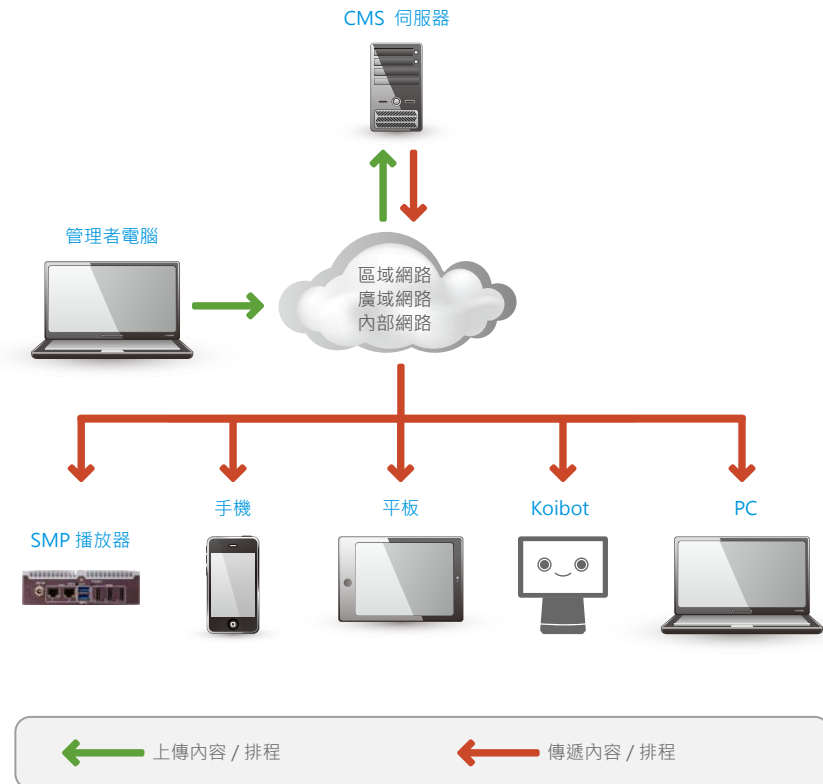 CMS 伺服器
管理者電腦
區域網路
廣域網路
內部網路
手機
平板
Koibot
PC
SMP 播放器
上傳內容 / 排程
傳遞內容 / 排程